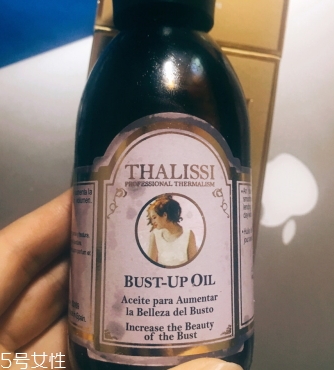 THALISSI
PROFESSIONAL THERMALISM
BUST-UP OIL
Aceite para Aumentar
la Belleza del Busto
Increase the Beauty
of the Bust
5号女性